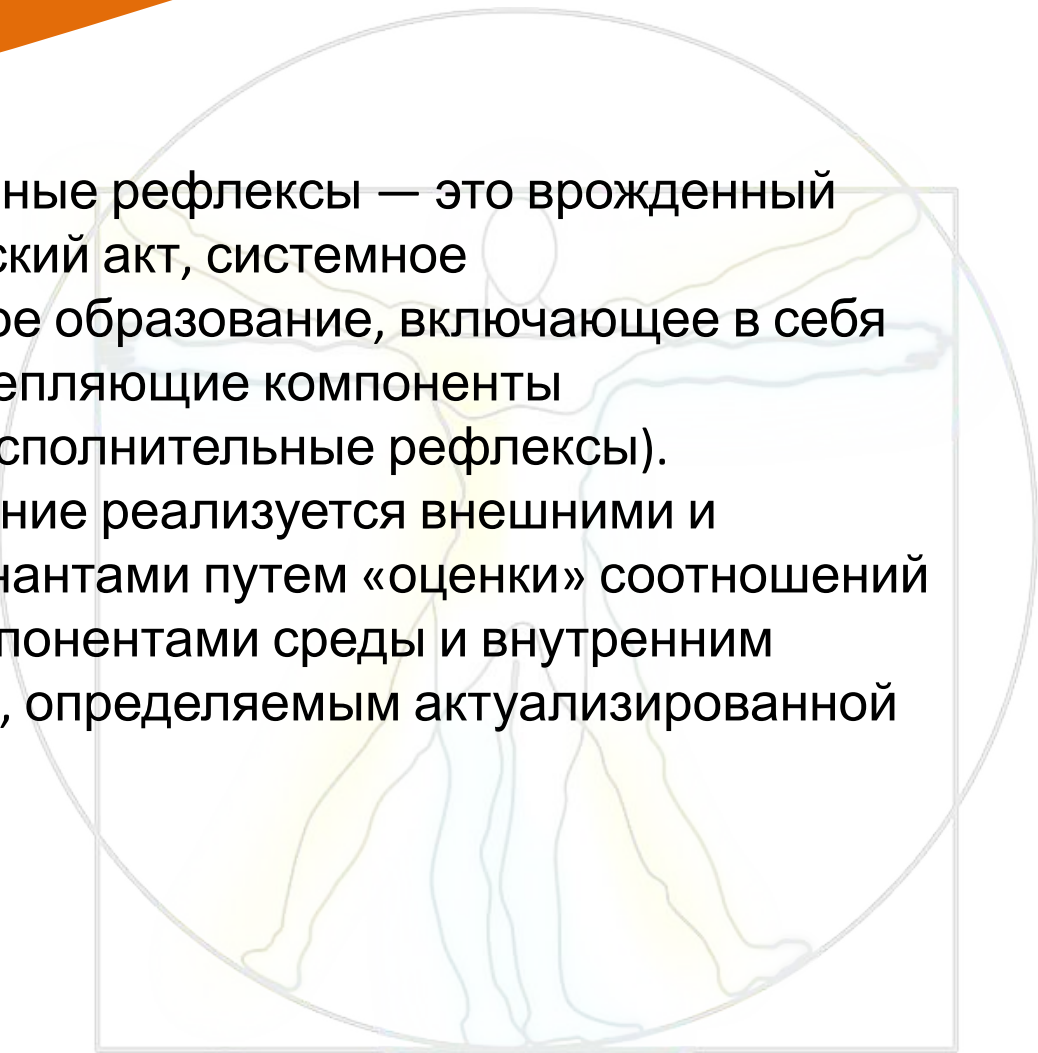 ные рефлексы — это врожденный
ский акт, системное
ое образование, включающее в себя
епляющие компоненты
сполнительные рефлексы).
ние реализуется внешними и
нантами путем «оценки» соотношений
понентами среды и внутренним
, определяемым актуализированной